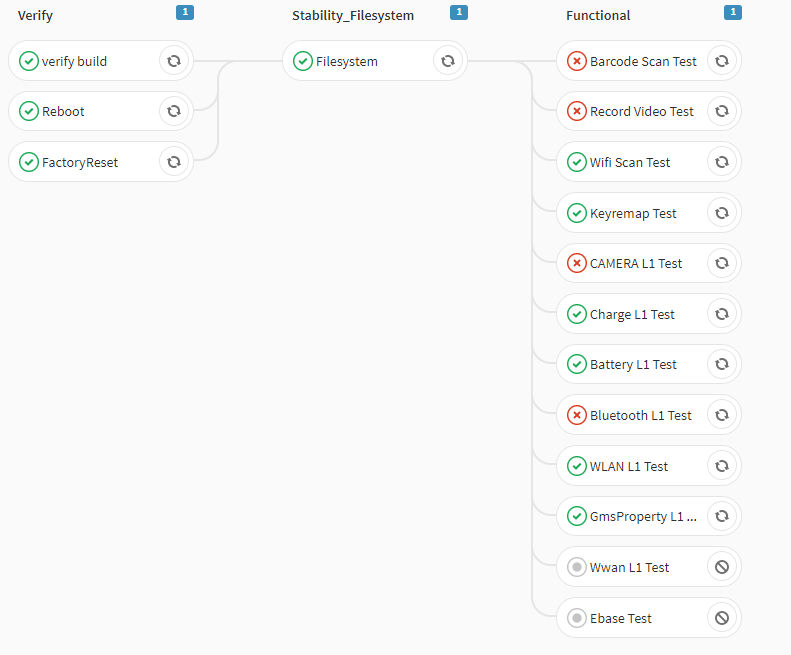 Verify 1
verify build
Reboot
FactoryReset
Stability_Filesystem 1
Filesystem
Functional 1
Barcode Scan Test
Record Video Test
Wifi Scan Test
Keyremap Test
CAMERA L1 Test
Charge L1 Test
Battery L1 Test
Bluetooth L1 Test
WLAN L1 Test
GmsProperty L1 ...
Wwan L1 Test
Ebase Test